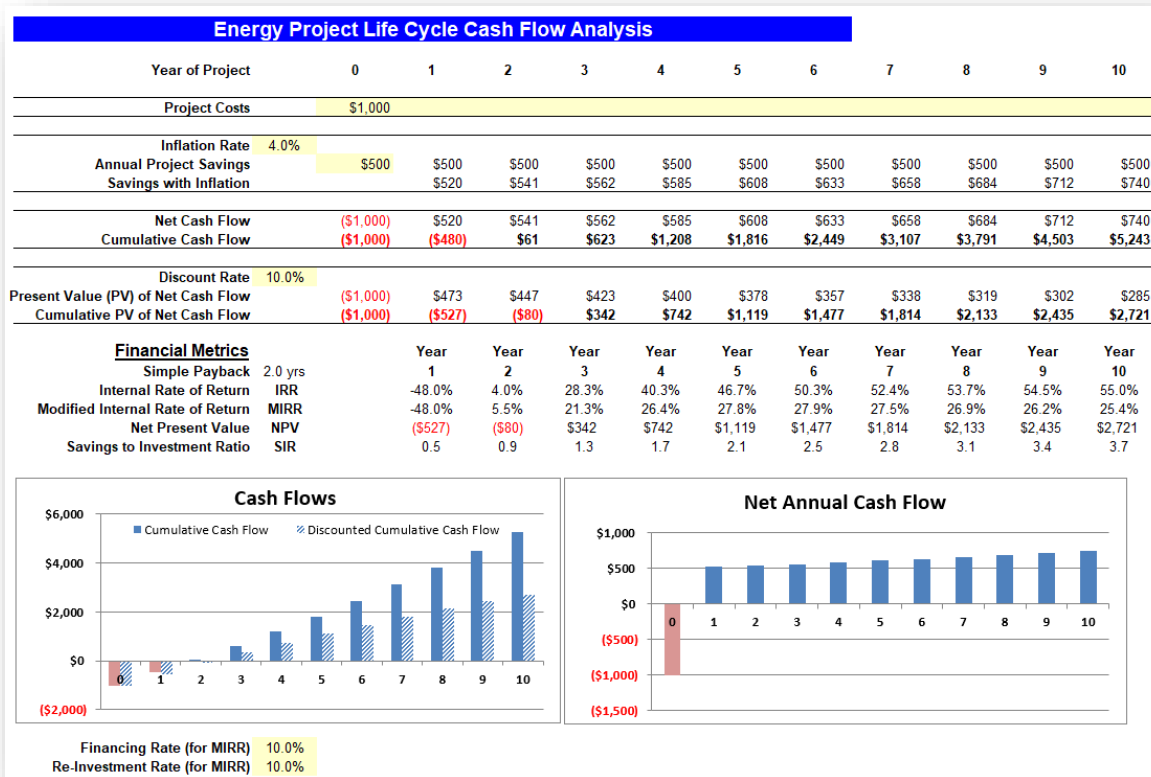 Energy Project Life Cycle Cash Flow Analysis
Year of Project 0 1 2 3 4 5 6 7 8 9 10
Project Costs $1,000
Inflation Rate 4.0%
Annual Project Savings $500 $500 $500 $500 $500 $500 $500 $500 $500 $500 $500
Savings with Inflation $520 $541 $562 $585 $608 $633 $658 $684 $712 $740
Net Cash Flow ($1,000) $520 $541 $562 $585 $608 $633 $658 $684 $712 $740
Cumulative Cash Flow ($1,000) ($480) $61 $623 $1,208 $1,816 $2,449 $3,107 $3,791 $4,503 $5,243
Discount Rate 10.0%
Present Value (PV) of Net Cash Flow ($1,000) $473 $447 $423 $400 $378 $357 $338 $319 $302 $285
Cumulative PV of Net Cash Flow ($1,000) ($527) ($80) $342 $742 $1,119 $1,477 $1,814 $2,133 $2,435 $2,721
Financial Metrics Year Year Year Year Year Year Year Year Year Year
Simple Payback 2.0 yrs 1 2 3 4 5 6 7 8 9 10
Internal Rate of Return IRR -48.0% 4.0% 28.3% 40.3% 46.7% 50.3% 52.4% 53.7% 54.5% 55.0%
Modified Internal Rate of Return MIRR -48.0% 5.5% 21.3% 26.4% 27.8% 27.9% 27.5% 26.9% 26.2% 25.4%
Net Present Value NPV ($527) ($80) $342 $742 $1,119 $1,477 $1,814 $2,133 $2,435 $2,721
Savings to Investment Ratio SIR 0.5 0.9 1.3 1.7 2.1 2.5 2.8 3.1 3.4 3.7
Cash Flows
Cumulative Cash Flow Discounted Cumulative Cash Flow
$6,000
$4,000
$2,000
$0
($2,000)
0 1 2 3 4 5 6 7 8 9 10
Net Annual Cash Flow
$1,000
$500
$0
($500)
($1,000)
($1,500)
0 1 2 3 4 5 6 7 8 9 10
Financing Rate (for MIRR) 10.0%
Re-Investment Rate (for MIRR) 10.0%